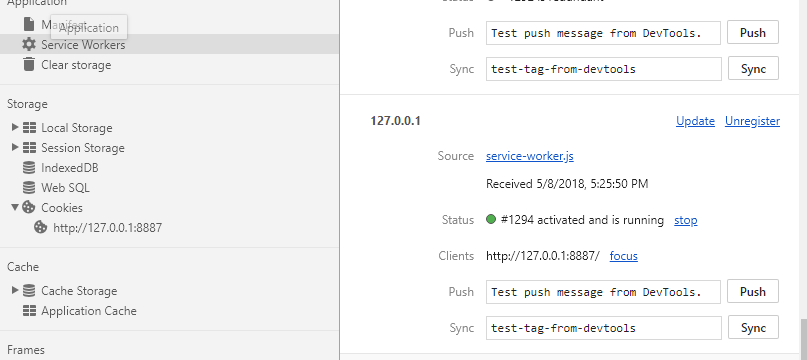 Application
Manifest
Application
Service Workers
Clear storage
Storage
Local Storage
Session Storage
IndexedDB
Web SQL
Cookies
http://127.0.0.1:8887
Cache
Cache Storage
Application Cache
Frames
Push
Test push message from DevTools.
Push
Sync
test-tag-from-devtools
Sync
127.0.0.1
Update
Unregister
Source
service-worker.js
Received 5/8/2018, 5:25:50 PM
Status
#1294 activated and is running
stop
Clients
http://127.0.0.1:8887/
focus
Push
Test push message from DevTools.
Push
Sync
test-tag-from-devtools
Sync